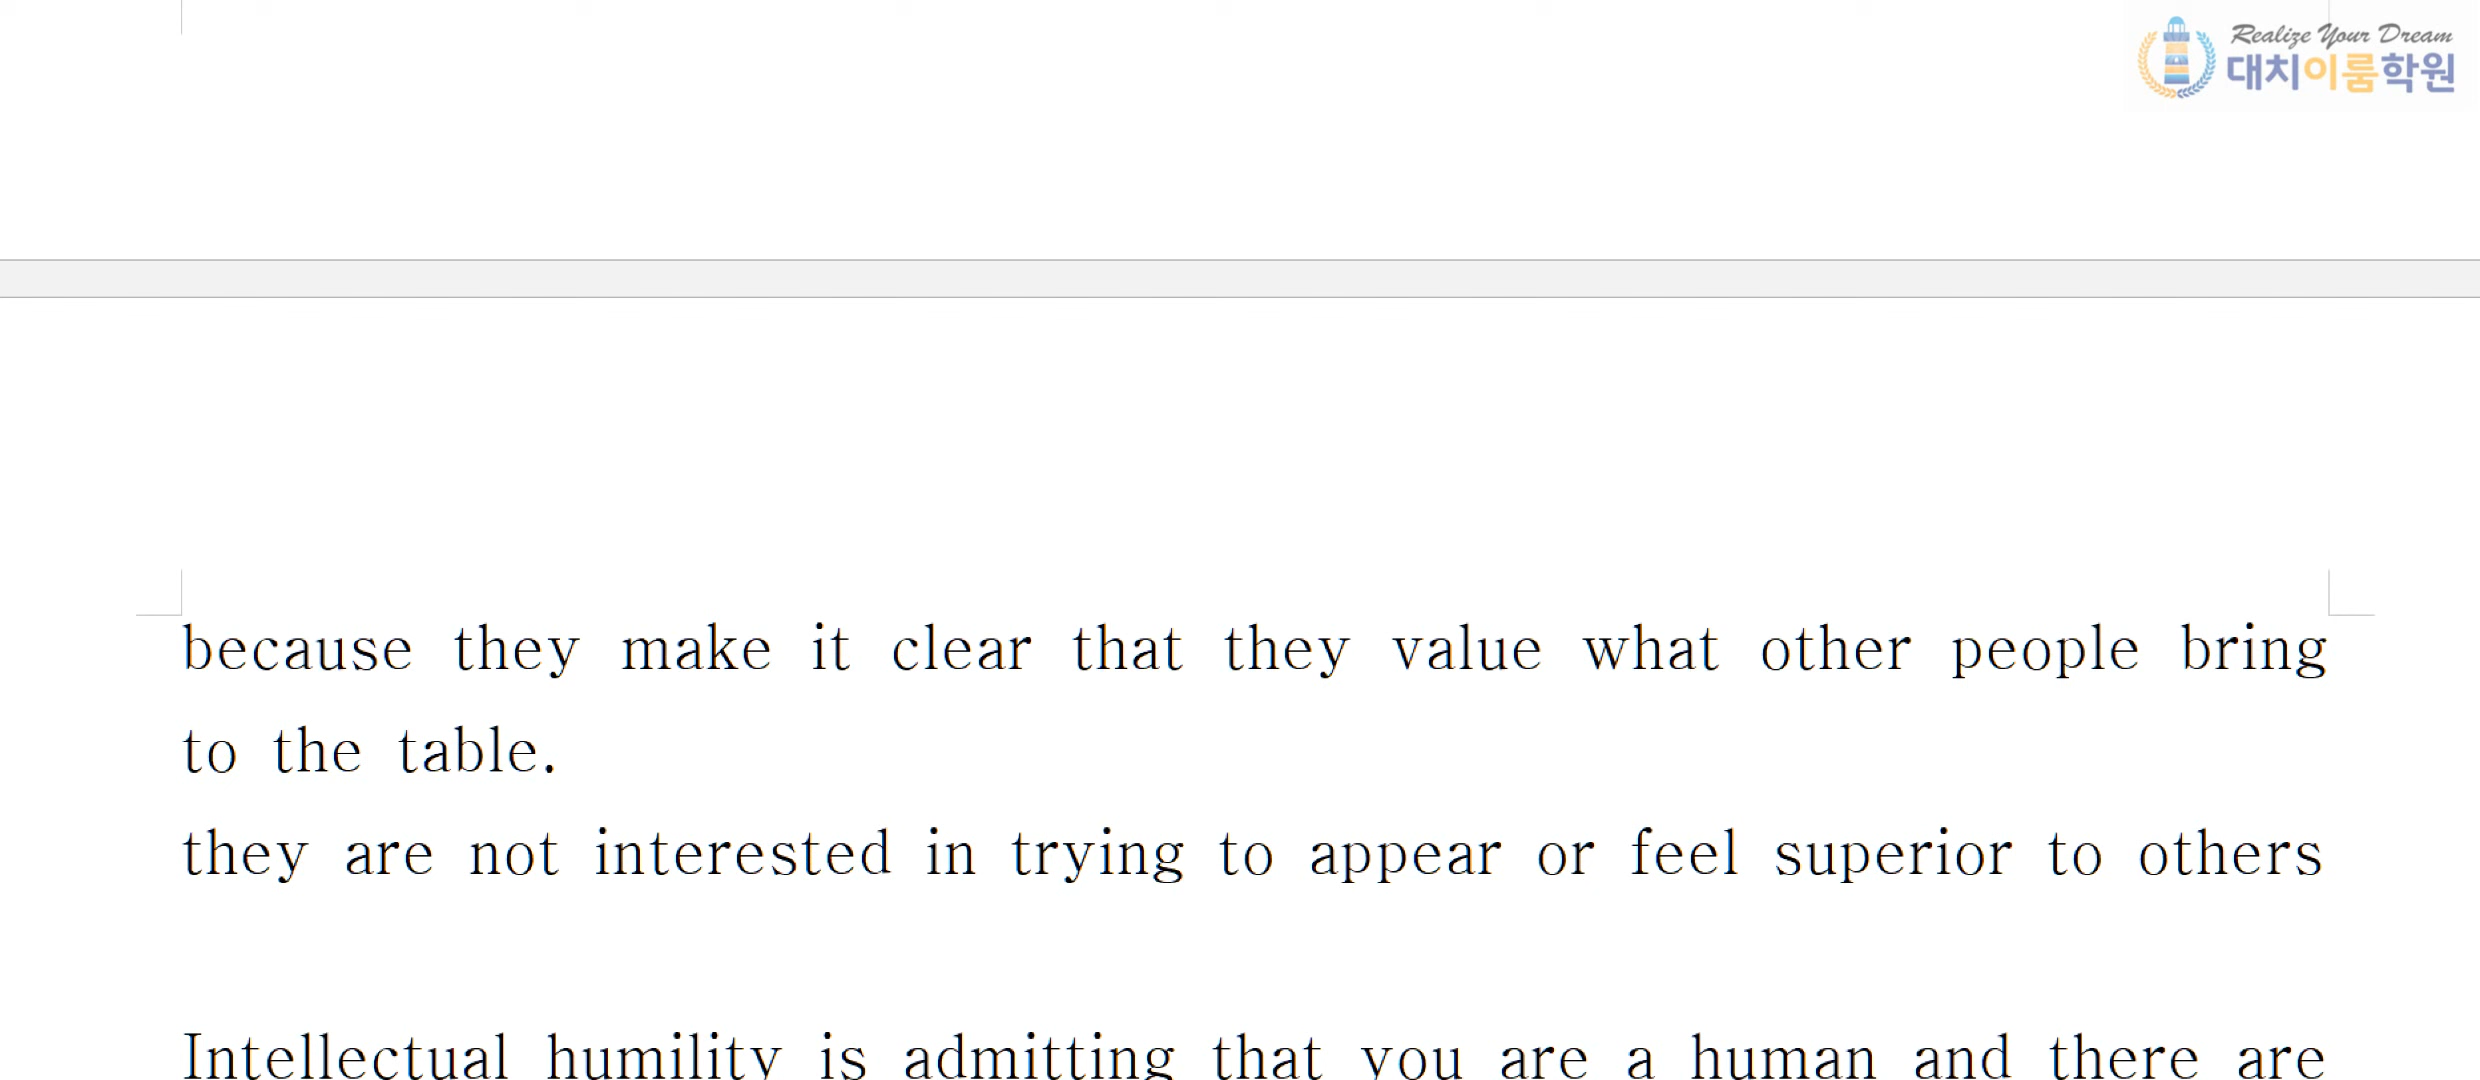 Realize Your Dream
대치이룸학원
because they make it clear that they value what other people bring
to the table.
they are not interested in trying to appear or feel superior to others
Intellectual humility is admitting that you are a human and there are